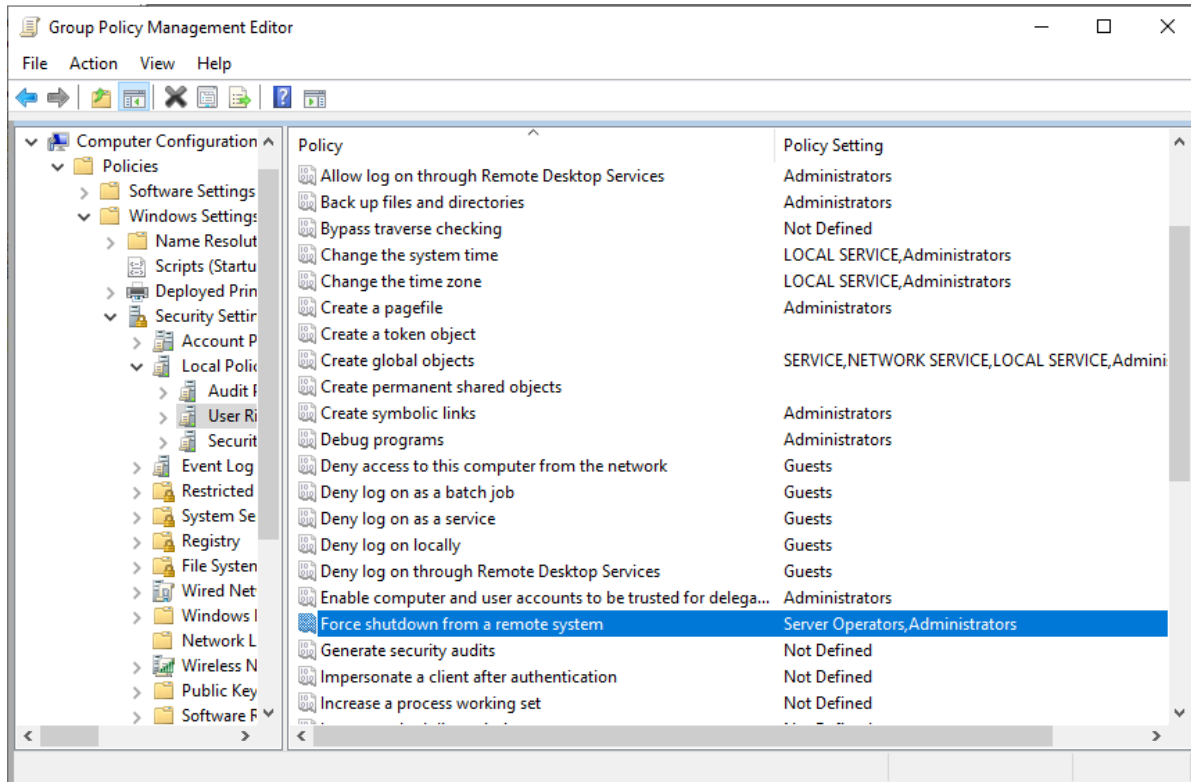 Group Policy Management Editor
File Action View Help
Computer Configuration
Policies
Software Settings
Windows Settings
Name Resolut
Scripts (Startu
Deployed Prin
Security Settin
Account P
Local Polic
Audit P
User Ri
Securit
Event Log
Restricted
System Se
Registry
File System
Wired Net
Windows
Network L
Wireless N
Public Key
Software R
Policy Policy Setting
Allow log on through Remote Desktop Services Administrators
Back up files and directories Administrators
Bypass traverse checking Not Defined
Change the system time LOCAL SERVICE,Administrators
Change the time zone LOCAL SERVICE,Administrators
Create a pagefile Administrators
Create a token object
Create global objects SERVICE,NETWORK SERVICE,LOCAL SERVICE,Admini
Create permanent shared objects
Create symbolic links Administrators
Debug programs Administrators
Deny access to this computer from the network Guests
Deny log on as a batch job Guests
Deny log on as a service Guests
Deny log on locally Guests
Deny log on through Remote Desktop Services Guests
Enable computer and user accounts to be trusted for delega... Administrators
Force shutdown from a remote system Server Operators,Administrators
Generate security audits Not Defined
Impersonate a client after authentication Not Defined
Increase a process working set Not Defined